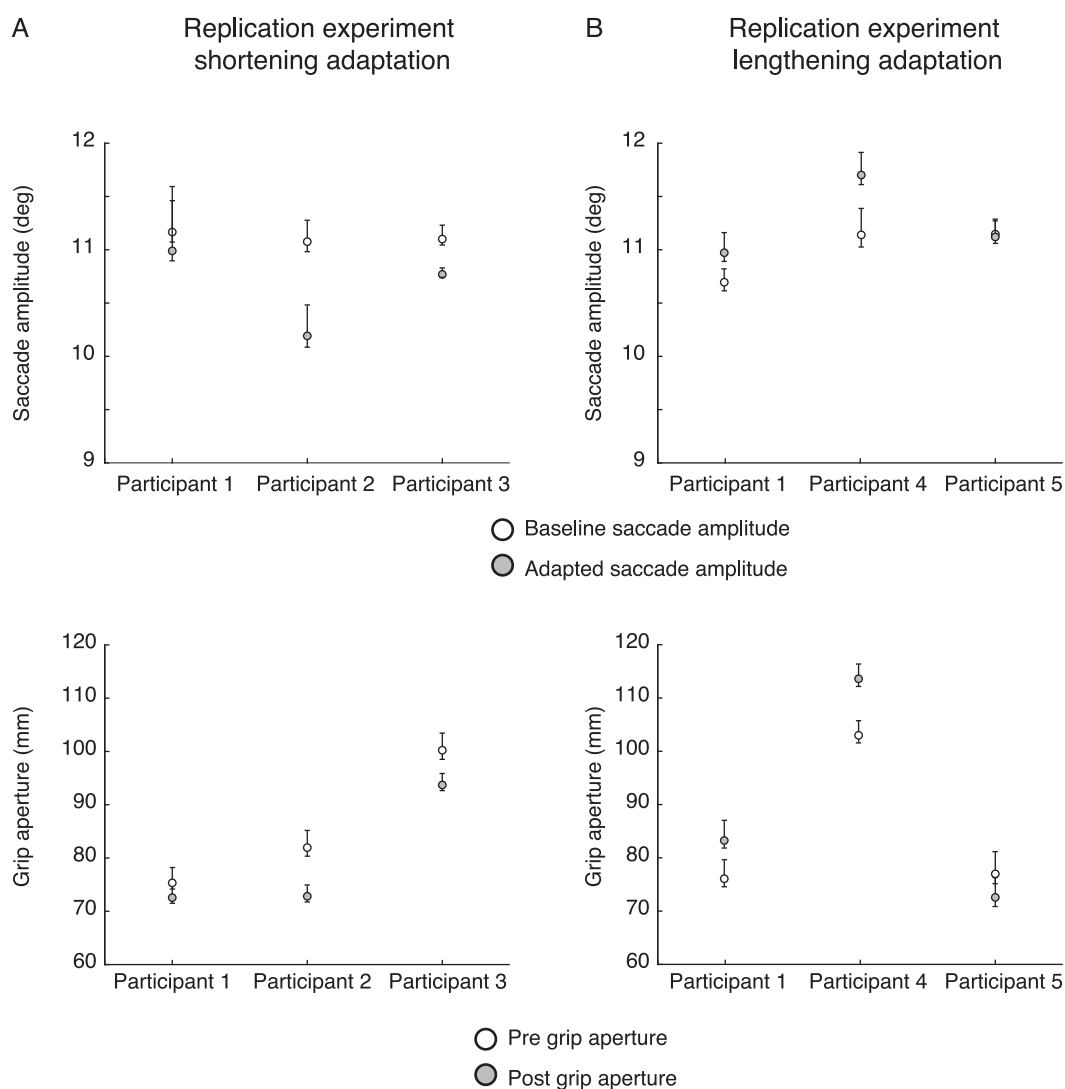 A
Replication experiment
shortening adaptation
B
Replication experiment
lengthening adaptation
Saccade amplitude (deg)
12
11
10
9
Participant 1
Participant 2
Participant 3
Saccade amplitude (deg)
12
11
10
9
Participant 1
Participant 4
Participant 5
Baseline saccade amplitude
Adapted saccade amplitude
Grip aperture (mm)
120
110
100
90
80
70
60
Participant 1
Participant 2
Participant 3
Grip aperture (mm)
120
110
100
90
80
70
60
Participant 1
Participant 4
Participant 5
Pre grip aperture
Post grip aperture